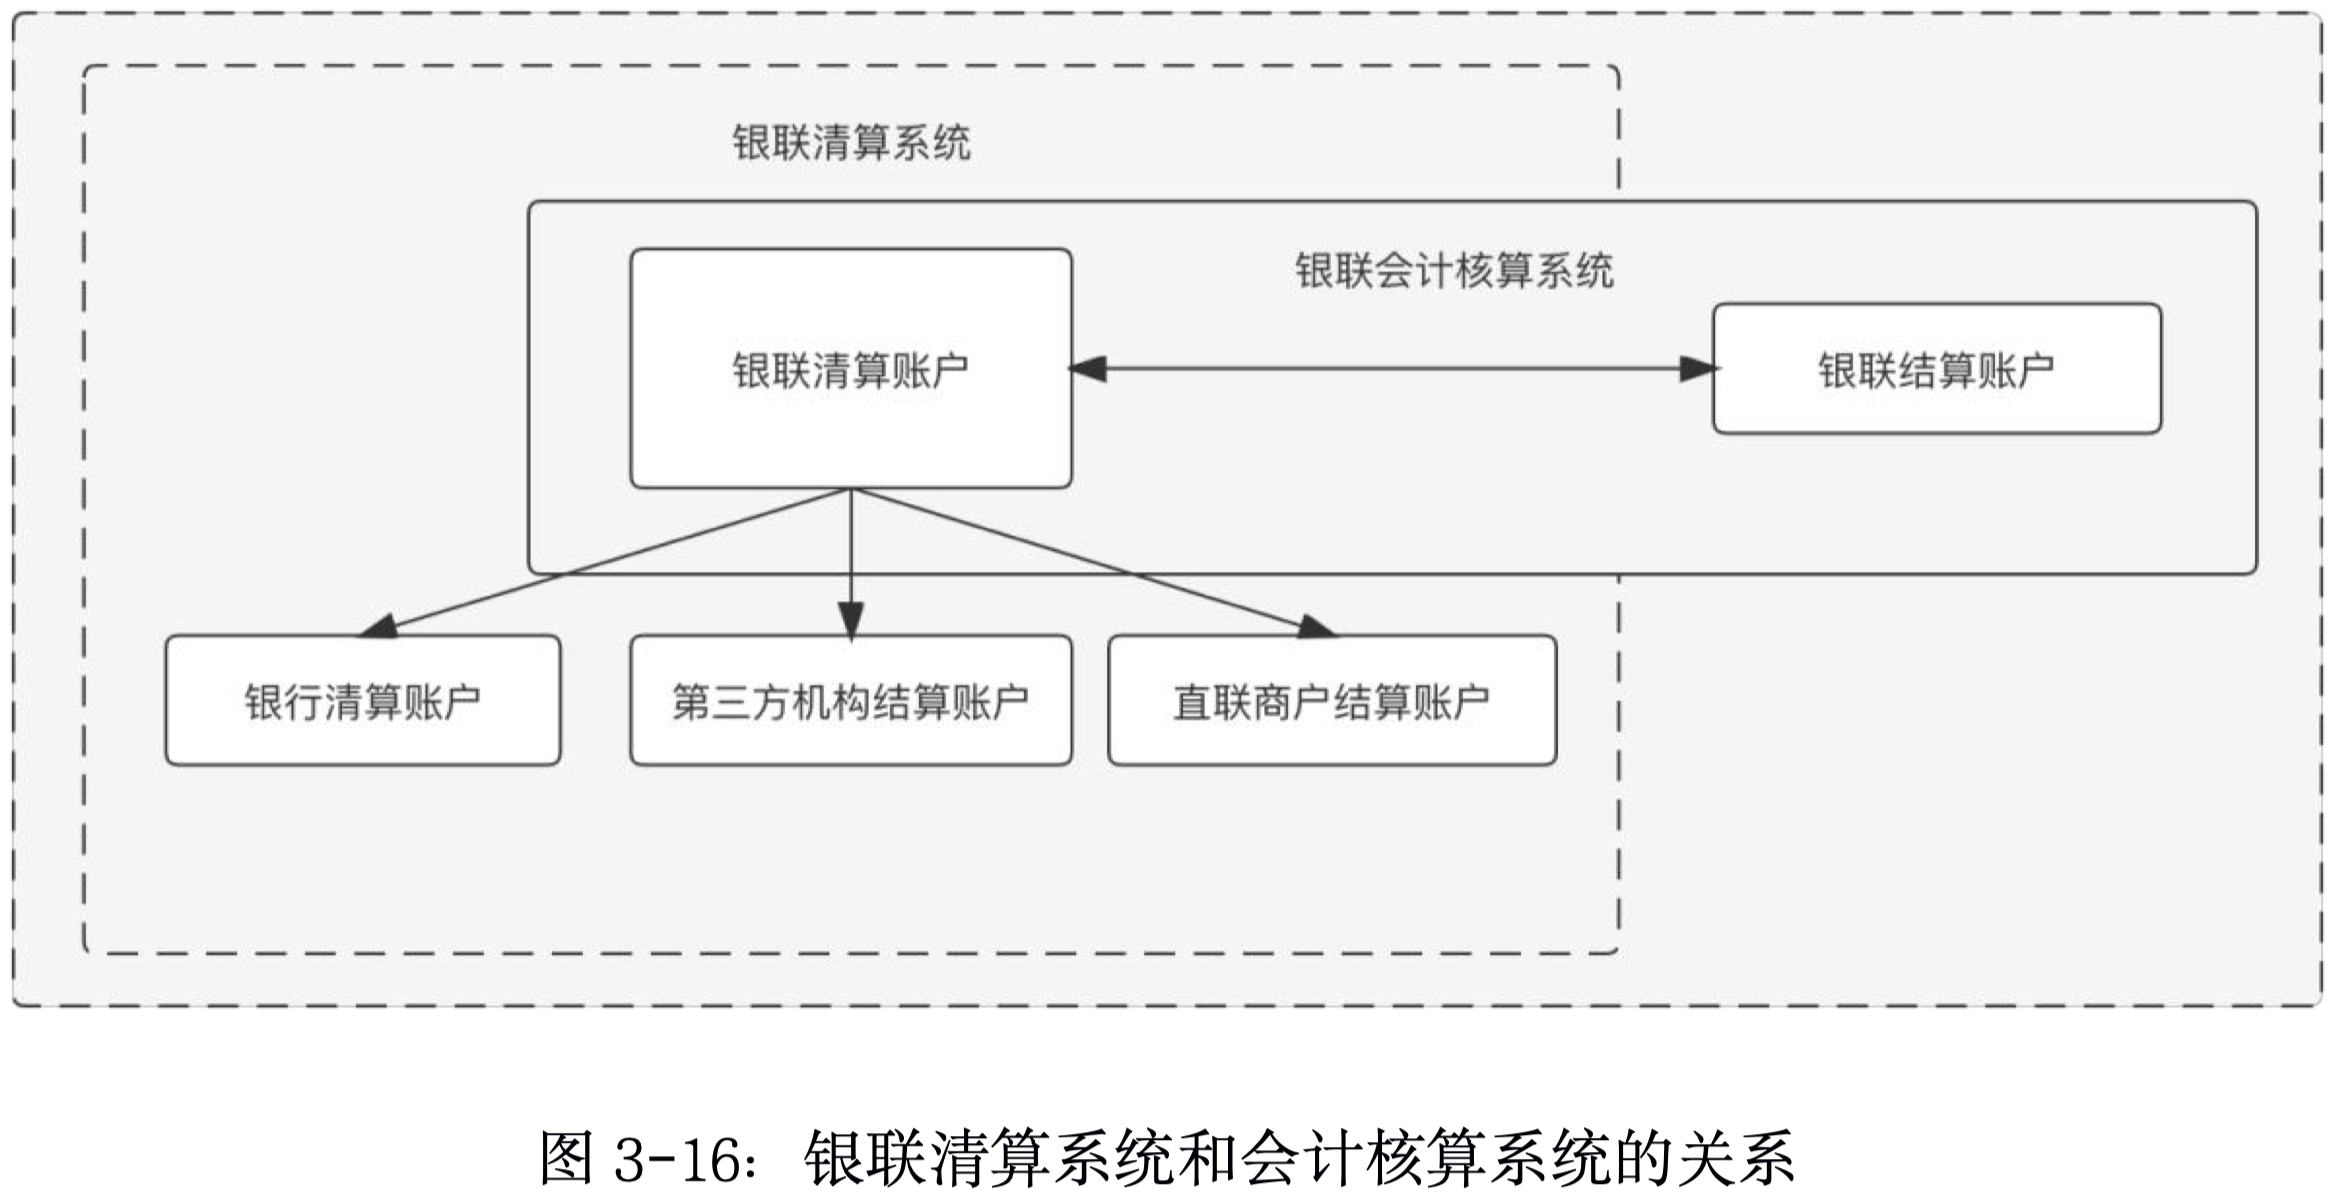 银联清算系统
银联会计核算系统
银联清算账户
银联结算账户
银行清算账户
第三方机构结算账户
直联商户结算账户
图 3-16：银联清算系统和会计核算系统的关系